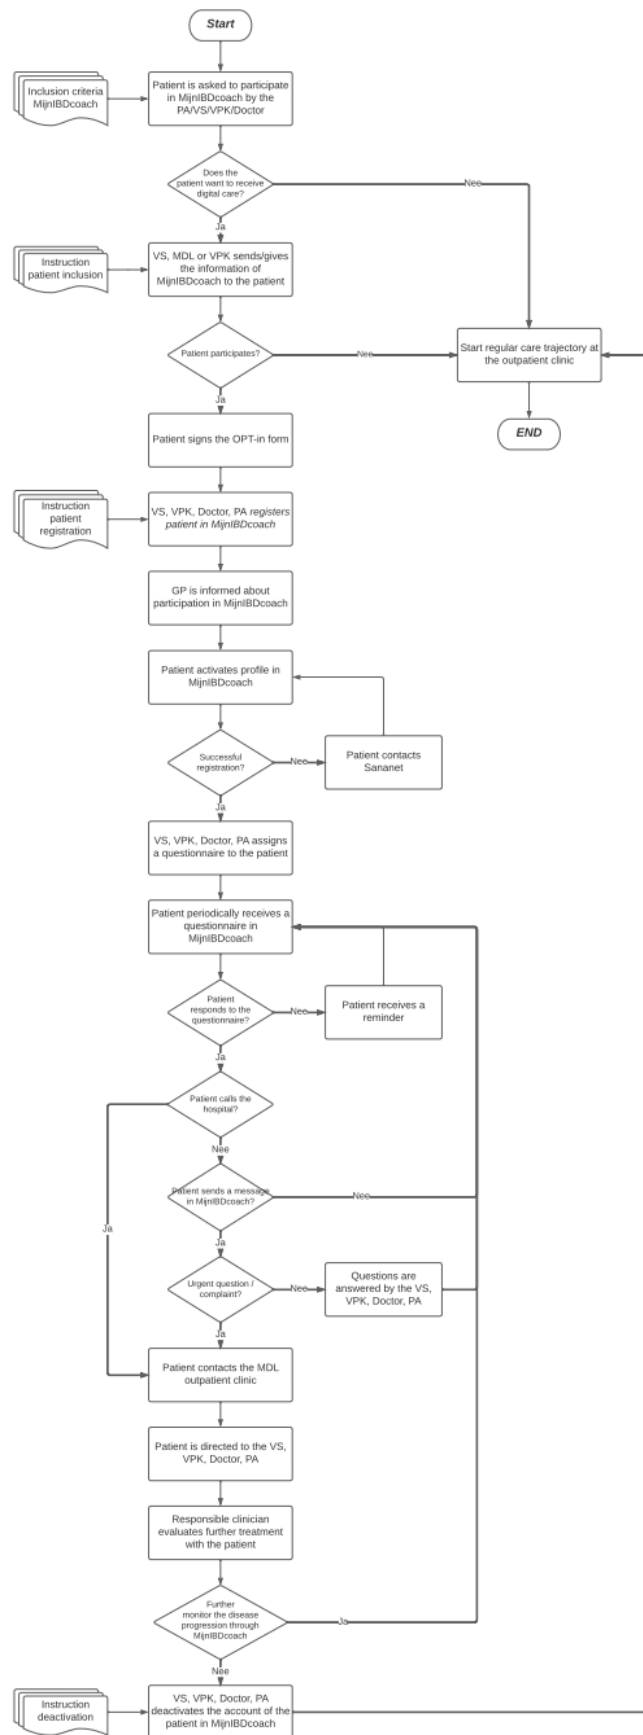 Start
Inclusion criteria
MijnIBDcoach
Patient is asked to participate
in MijnIBDcoach by the
PA/VS/VPK/Doctor
Does the
patient want to receive
digital care?
Nee
Ja
Instruction
patient inclusion
VS, MDL or VPK sends/gives
the information of
MijnIBDcoach to the patient
Patient participates?
Nee
Start regular care trajectory at
the outpatient clinic
Ja
END
Patient signs the OPT-in form
Instruction
patient
registration
VS, VPK, Doctor, PA registers
patient in MijnIBDcoach
GP is informed about
participation in MijnIBDcoach
Patient activates profile in
MijnIBDcoach
Successful
registration?
Nee
Patient contacts
Sananet
Ja
VS, VPK, Doctor, PA assigns
a questionnaire to the patient
Patient periodically receives a
questionnaire in
MijnIBDcoach
Patient
responds to the
questionnaire?
Nee
Patient receives a
reminder
Ja
Patient calls the
hospital?
Nee
Ja
Patient sends a message
in MijnIBDcoach?
Nee
Ja
Urgent question /
complaint?
Nee
Questions are
answered by the VS,
VPK, Doctor, PA
Ja
Patient contacts the MDL
outpatient clinic
Patient is directed to the VS,
VPK, Doctor, PA
Responsible clinician
evaluates further treatment
with the patient
Further
monitor the disease
progression through
MijnIBDcoach
Ja
Nee
Instruction
deactivation
VS, VPK, Doctor, PA
deactivates the account of the
patient in MijnIBDcoach